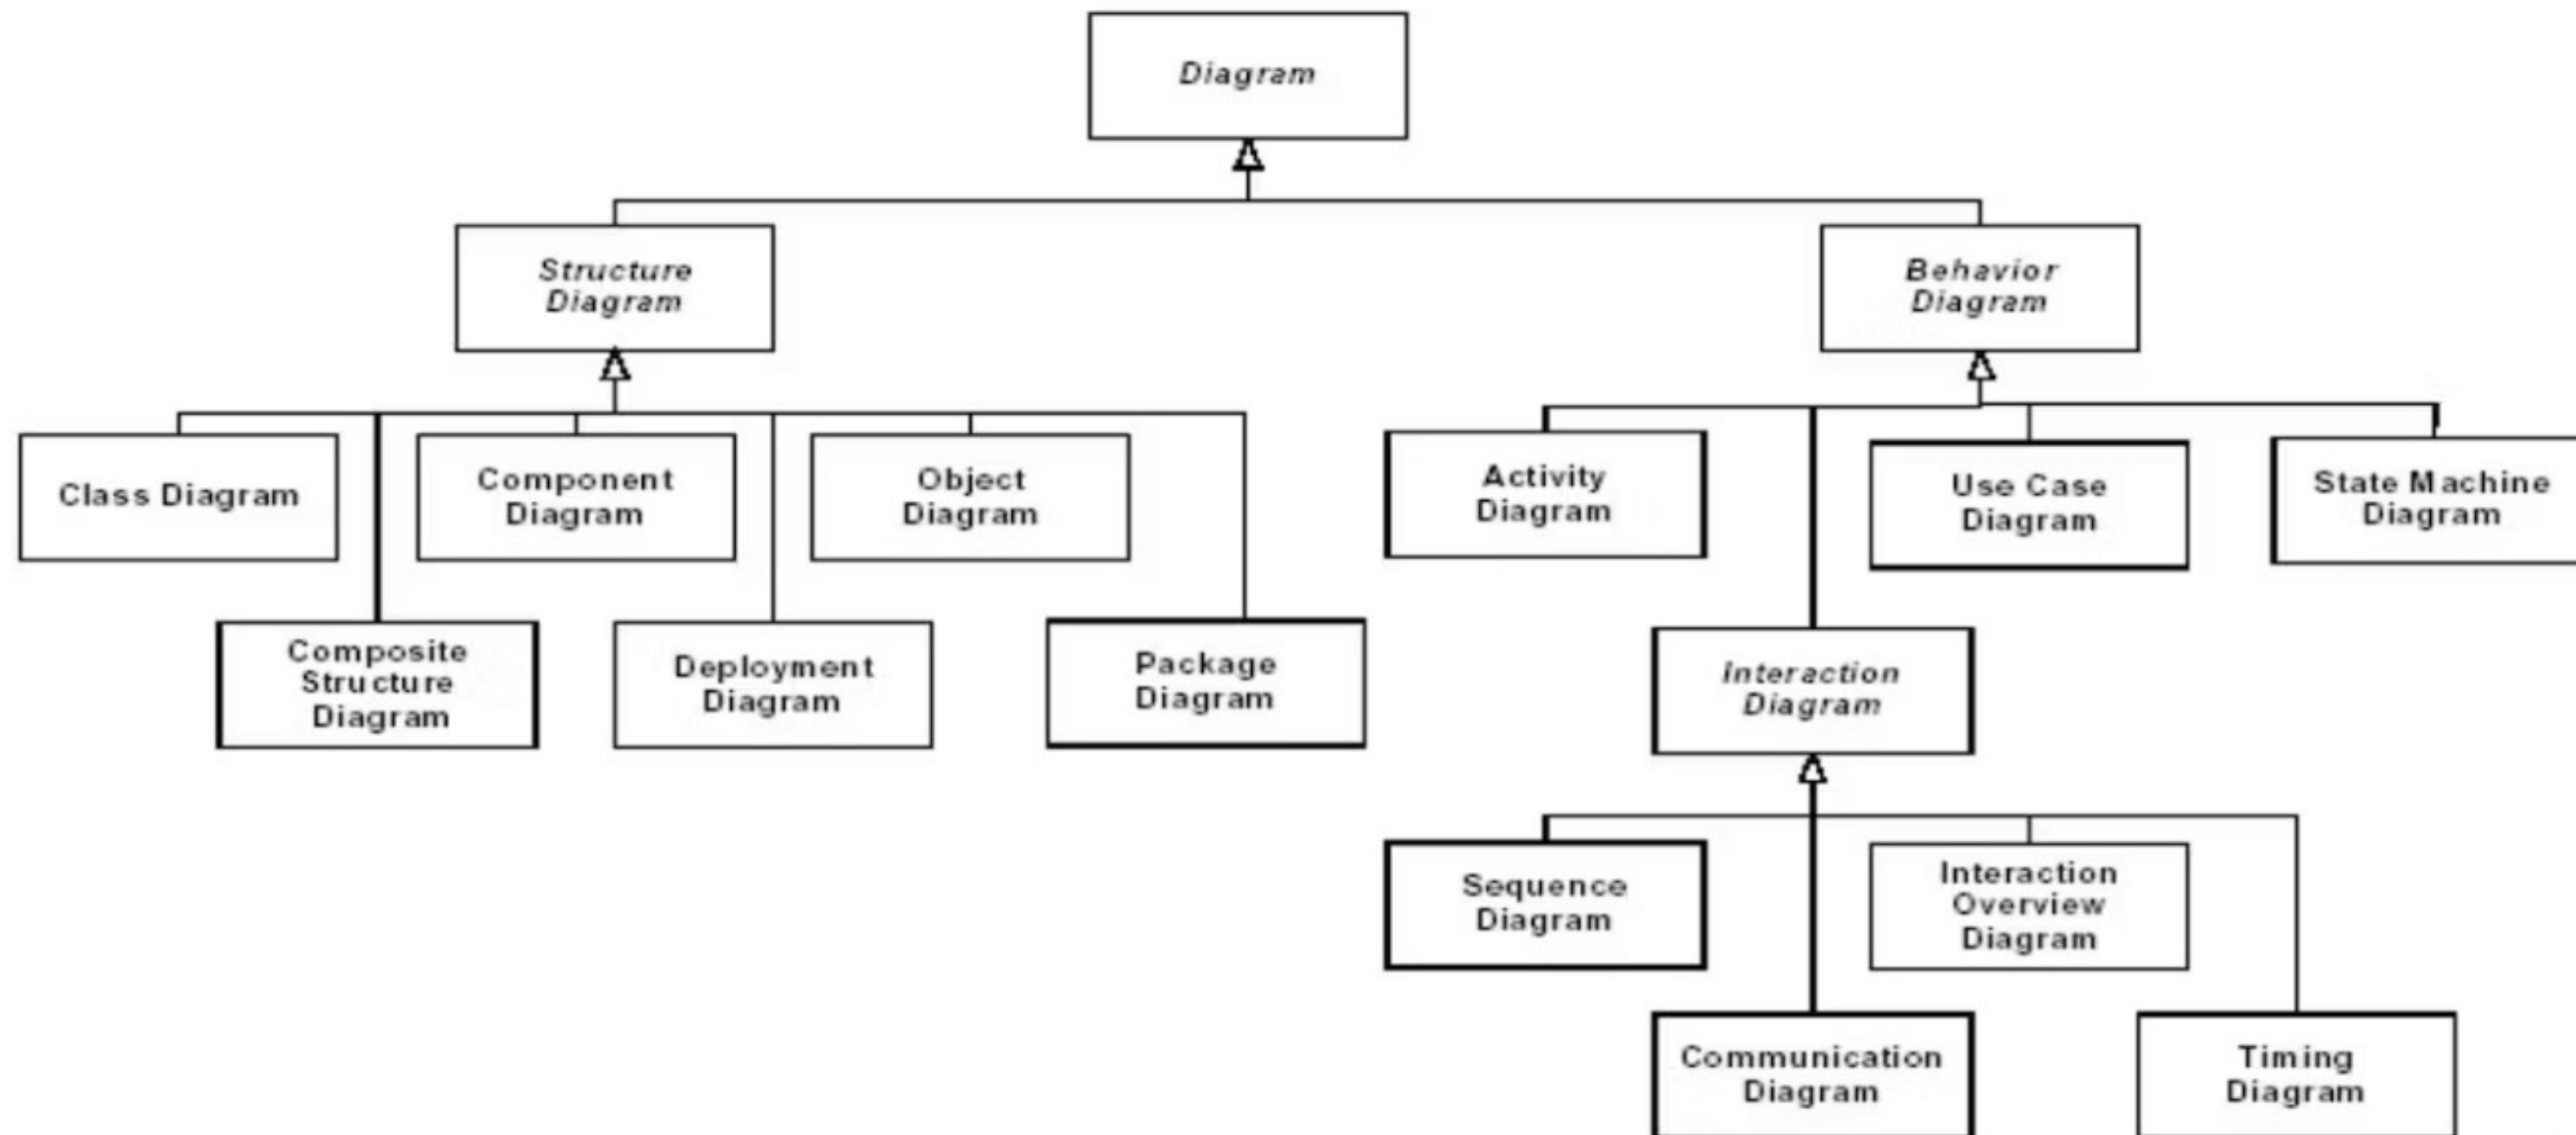 Diagram
Structure
Diagram
Behavior
Diagram
Class Diagram
Component
Diagram
Object
Diagram
Activity
Diagram
Use Case
Diagram
State Machine
Diagram
Composite
Structure
Diagram
Deployment
Diagram
Package
Diagram
Interaction
Diagram
Sequence
Diagram
Interaction
Overview
Diagram
Communication
Diagram
Timing
Diagram